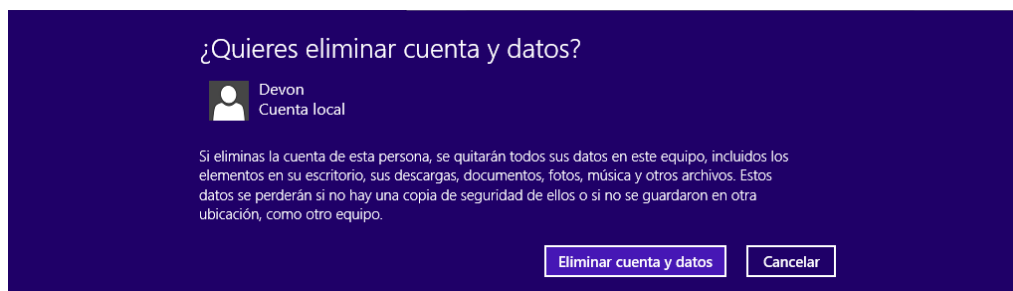 ¿Quieres eliminar cuenta y datos?
Devon
Cuenta local
Si eliminas la cuenta de esta persona, se quitarán todos sus datos en este equipo, incluidos los
elementos en su escritorio, sus descargas, documentos, fotos, música y otros archivos. Estos
datos se perderán si no hay una copia de seguridad de ellos o si no se guardaron en otra
ubicación, como otro equipo.
Eliminar cuenta y datos
Cancelar